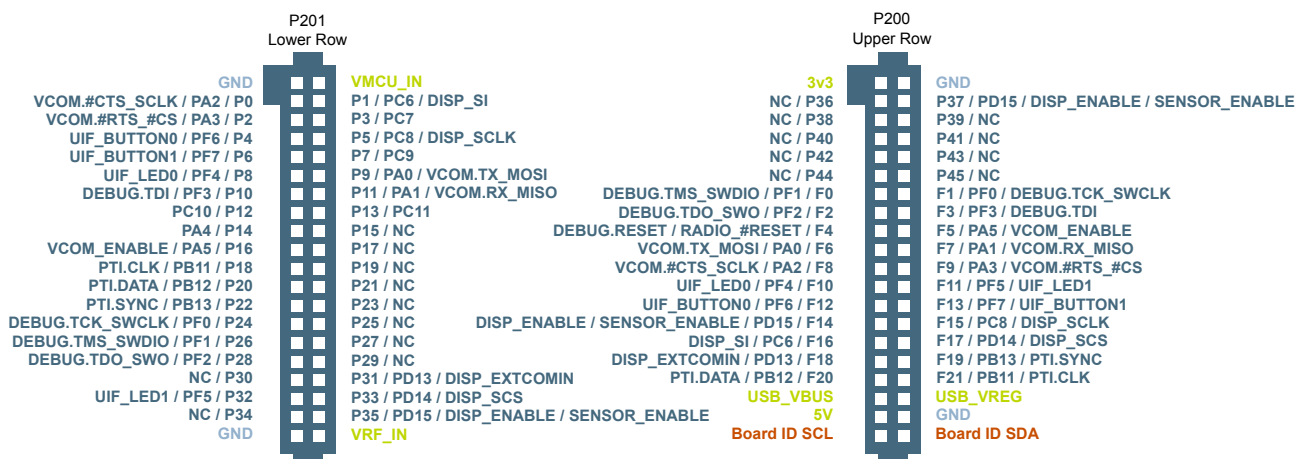 P201
Lower Row
P200
Upper Row
GND VMCU_IN
VCOM.#CTS_SCLK / PA2 / P0 P1 / PC6 / DISP_SI
VCOM.#RTS_#CS / PA3 / P2 P3 / PC7
UIF_BUTTON0 / PF6 / P4 P5 / PC8 / DISP_SCLK
UIF_BUTTON1 / PF7 / P6 P7 / PC9
UIF_LED0 / PF4 / P8 P9 / PA0 / VCOM.TX_MOSI
DEBUG.TDI / PF3 / P10 P11 / PA1 / VCOM.RX_MISO
PC10 / P12 P13 / PC11
PA4 / P14 P15 / NC
VCOM_ENABLE / PA5 / P16 P17 / NC
PTI.CLK / PB11 / P18 P19 / NC
PTI.DATA / PB12 / P20 P21 / NC
PTI.SYNC / PB13 / P22 P23 / NC
DEBUG.TCK_SWCLK / PF0 / P24 P25 / NC
DEBUG.TMS_SWDIO / PF1 / P26 P27 / NC
DEBUG.TDO_SWO / PF2 / P28 P29 / NC
NC / P30 P31 / PD13 / DISP_EXTCOMIN
UIF_LED1 / PF5 / P32 P33 / PD14 / DISP_SCS
NC / P34 P35 / PD15 / DISP_ENABLE / SENSOR_ENABLE
GND VRF_IN
3v3 GND
NC / P36 P37 / PD15 / DISP_ENABLE / SENSOR_ENABLE
NC / P38 P39 / NC
NC / P40 P41 / NC
NC / P42 P43 / NC
NC / P44 P45 / NC
DEBUG.TMS_SWDIO / PF1 / F0 F1 / PF0 / DEBUG.TCK_SWCLK
DEBUG.TDO_SWO / PF2 / F2 F3 / PF3 / DEBUG.TDI
DEBUG.RESET / RADIO_#RESET / F4 F5 / PA5 / VCOM_ENABLE
VCOM.TX_MOSI / PA0 / F6 F7 / PA1 / VCOM.RX_MISO
VCOM.#CTS_SCLK / PA2 / F8 F9 / PA3 / VCOM.#RTS_#CS
UIF_LED0 / PF4 / F10 F11 / PF5 / UIF_LED1
UIF_BUTTON0 / PF6 / F12 F13 / PF7 / UIF_BUTTON1
DISP_ENABLE / SENSOR_ENABLE / PD15 / F14 F15 / PC8 / DISP_SCLK
DISP_SI / PC6 / F16 F17 / PD14 / DISP_SCS
DISP_EXTCOMIN / PD13 / F18 F19 / PB13 / PTI.SYNC
PTI.DATA / PB12 / F20 F21 / PB11 / PTI.CLK
USB_VBUS USB_VREG
5V GND
Board ID SCL Board ID SDA